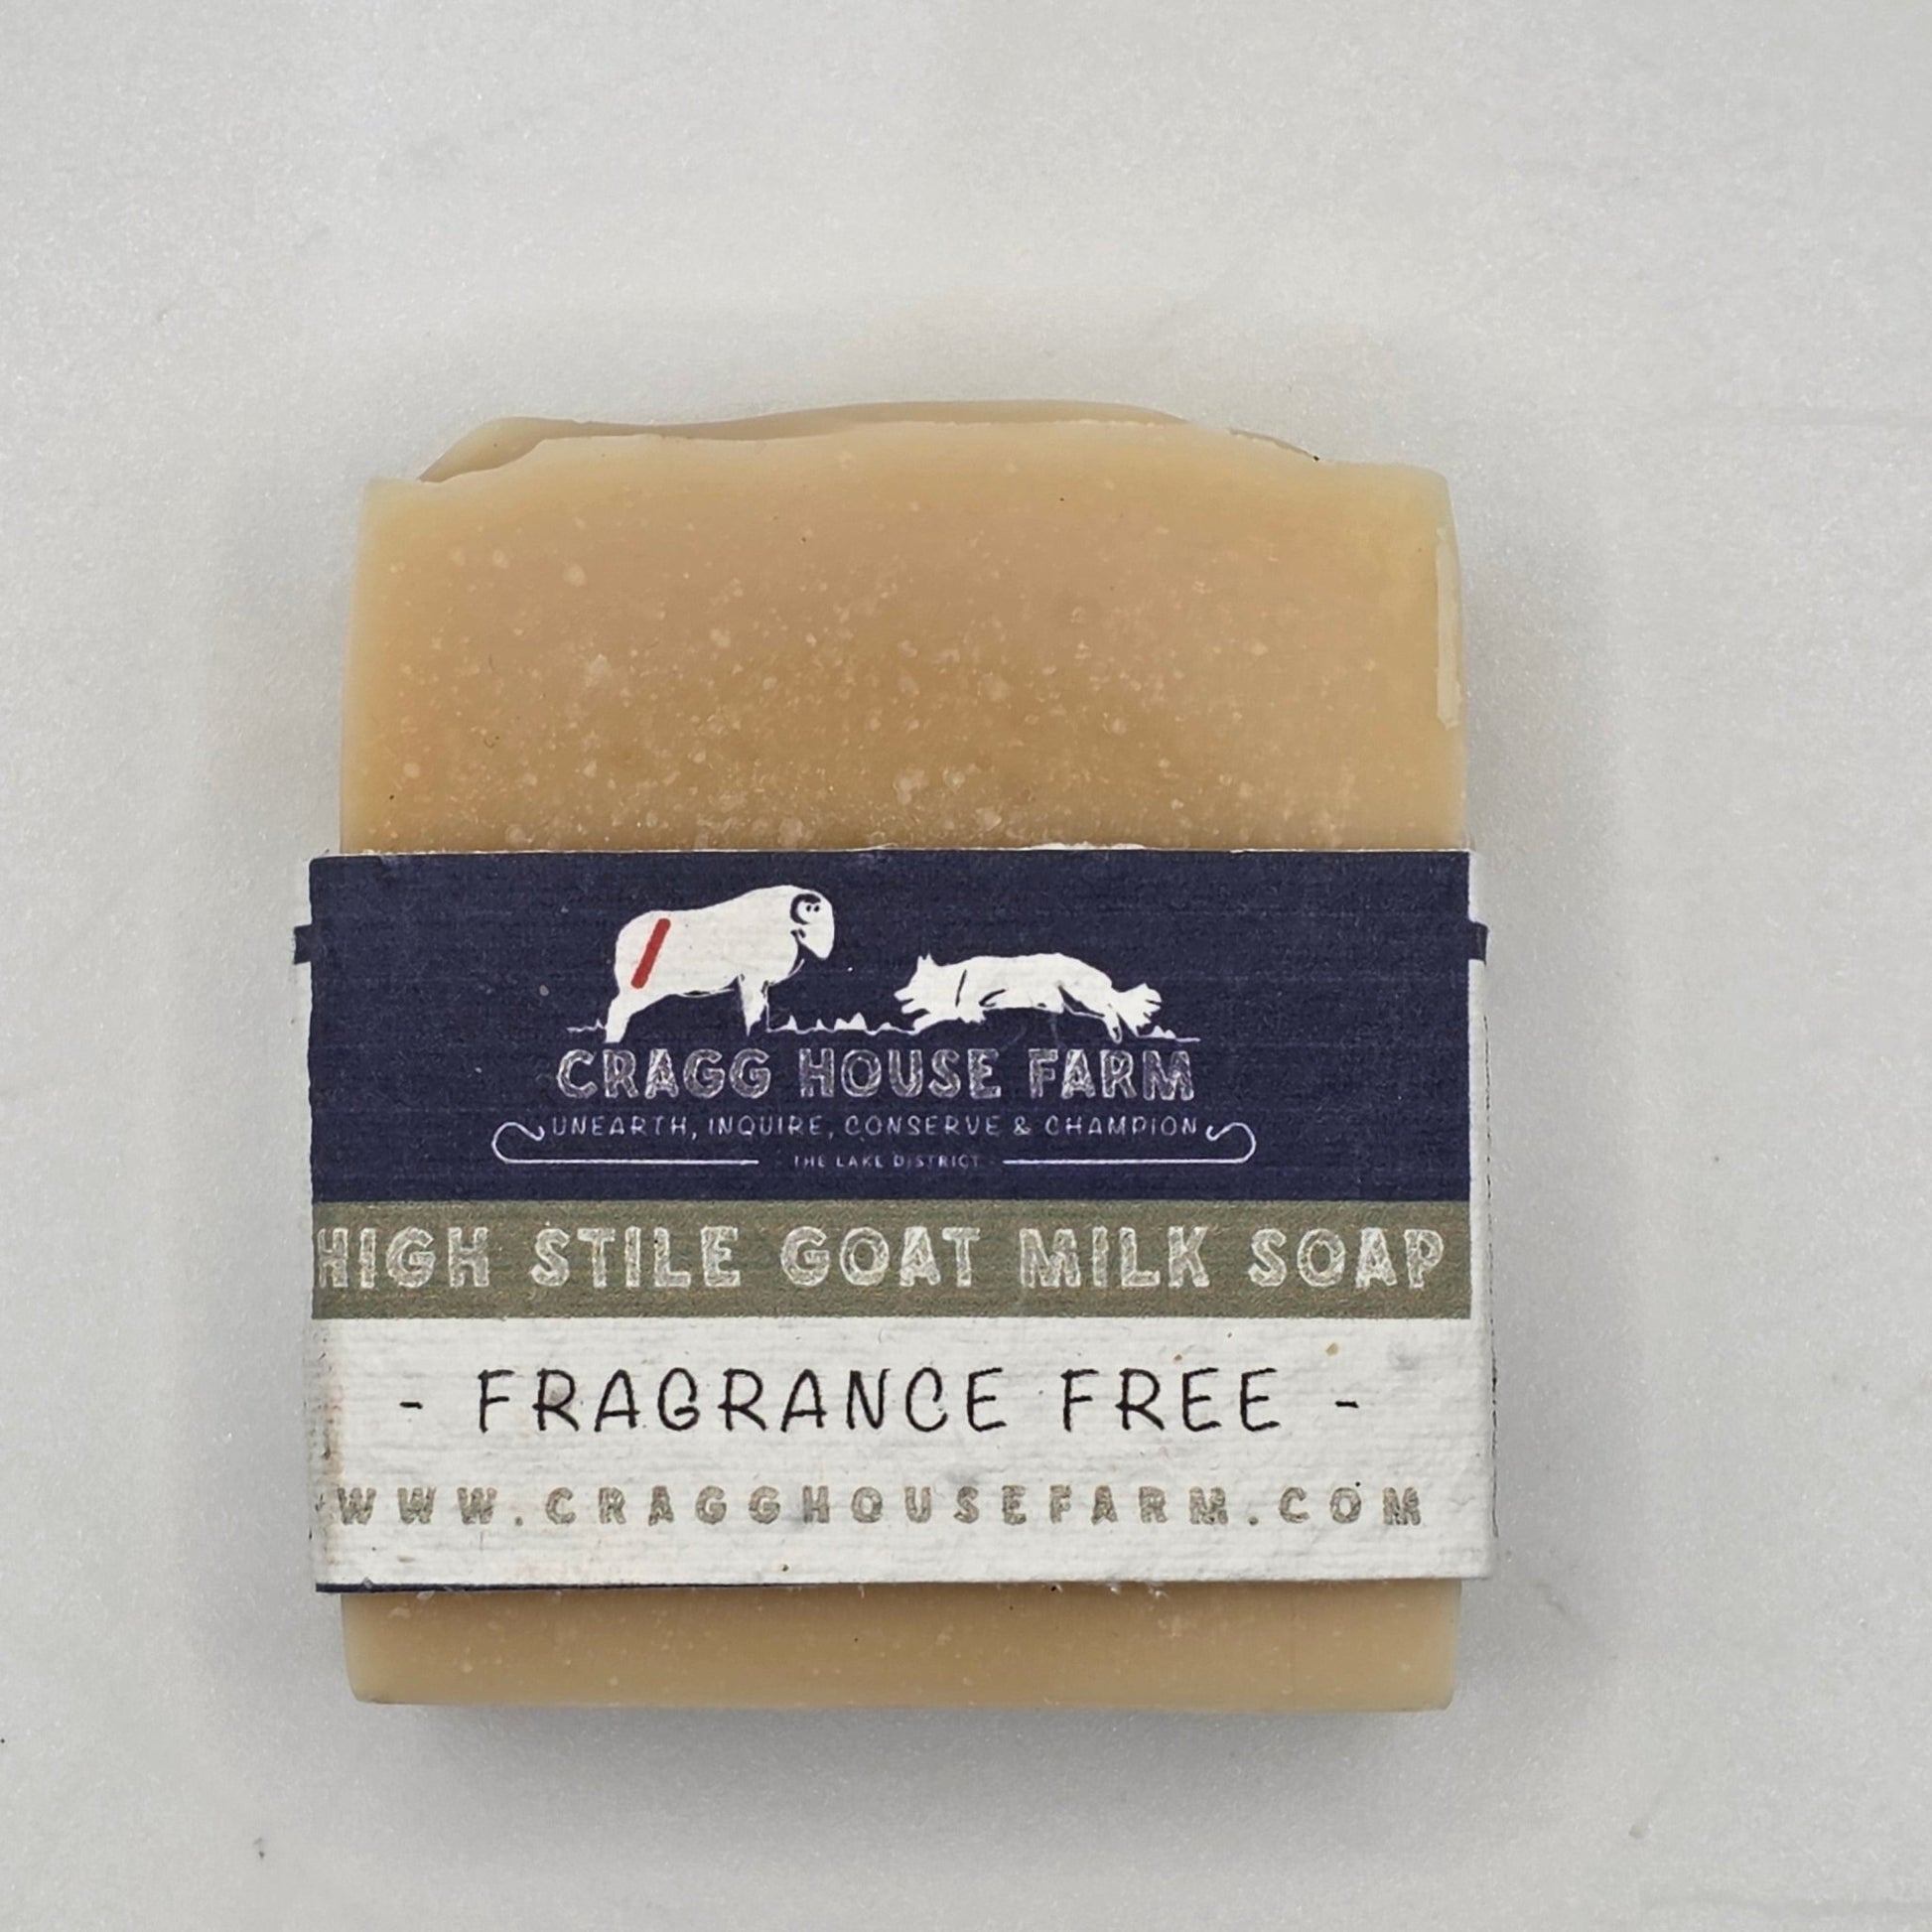 CRAGG HOUSE FARM
UNEARTH, INQUIRE, CONSERVE & CHAMPION
THE LAKE DISTRICT
HIGH STILE GOAT MILK SOAP
- FRAGRANCE FREE -
WWW.CRAGGHOUSEFARM.COM